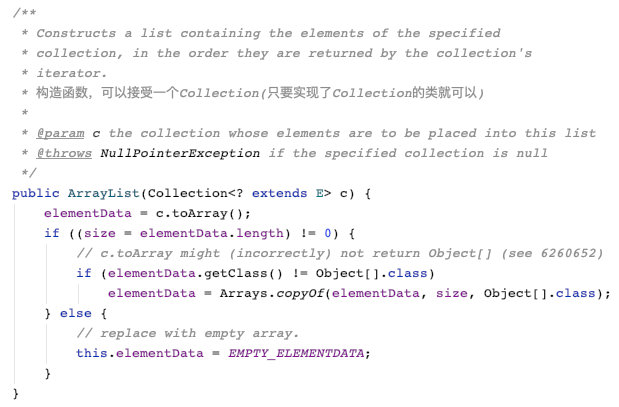 /**
 * Constructs a list containing the elements of the specified
 * collection, in the order they are returned by the collection's
 * iterator.
 * 构造函数，可以接受一个Collection(只要实现了Collection的类就可以)
 *
 * @param c the collection whose elements are to be placed into this list
 * @throws NullPointerException if the specified collection is null
 */
public ArrayList(Collection<? extends E> c) {
    elementData = c.toArray();
    if ((size = elementData.length) != 0) {
        // c.toArray might (incorrectly) not return Object[] (see 6260652)
        if (elementData.getClass() != Object[].class)
            elementData = Arrays.copyOf(elementData, size, Object[].class);
    } else {
        // replace with empty array.
        this.elementData = EMPTY_ELEMENTDATA;
    }
}